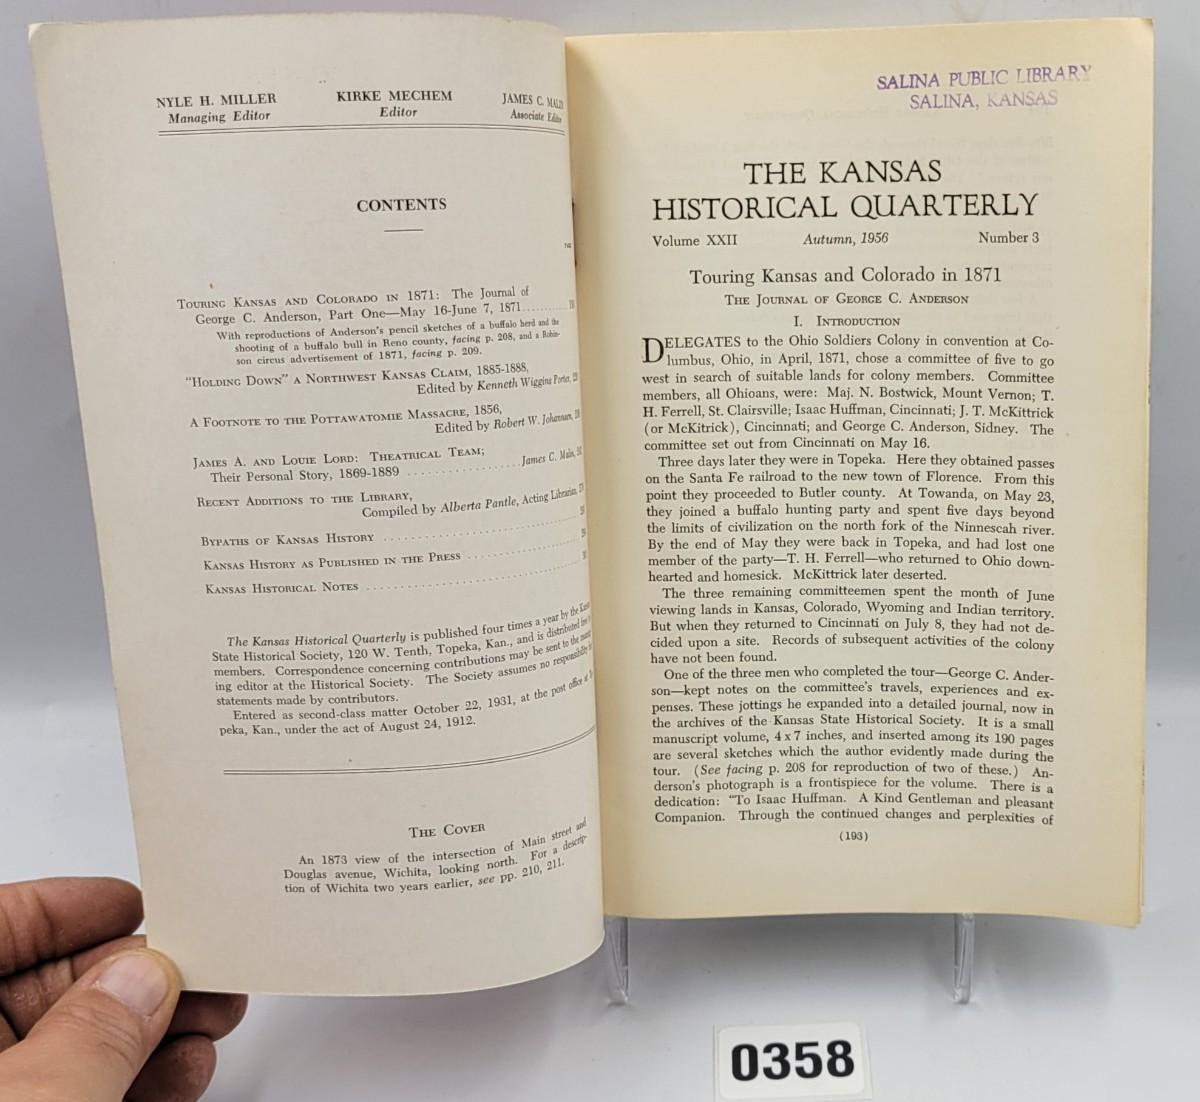 NYLE H. MILLER
Managing Editor
KIRKE MECHEM
Editor
JAMES C.
Associate
CONTENTS
TOURING KANSAS AND COLORADO IN 1871: The Journal of
George C. Anderson, Part One—May 16-June 7, 1871
With reproductions of Anderson's pencil sketches of a buffalo herd and the
shooting of a buffalo bull in Reno county, facing p. 208, and a Robin-
son circus advertisement of 1871, facing p. 209.
"HOLDING DOWN" A NORTHWEST KANSAS CLAIM, 1885-1888,
Edited by Kenneth Wiggins Porter,
A FOOTNOTE TO THE POTTAWATOMIE MASSACRE, 1856,
Edited by Robert W. Johannsen,
JAMES A. AND LOUIE LORD: THEATRICAL TEAM;
Their Personal Story, 1869-1889 ............ James C. Malin,
RECENT ADDITIONS TO THE LIBRARY,
Compiled by Alberta Pantle, Acting Librarian,
BYPATHS OF KANSAS HISTORY
KANSAS HISTORY AS PUBLISHED IN THE PRESS
KANSAS HISTORICAL NOTES
The Kansas Historical Quarterly is published four times a year by the
State Historical Society, 120 W. Tenth, Topeka, Kan., and is distributed
members. Correspondence concerning contributions may be sent to the
ing editor at the Historical Society. The Society assumes no responsibility
statements made by contributors.
Entered as second-class matter October 22, 1931, at the post office at
peka, Kan., under the act of August 24, 1912.
THE COVER
An 1873 view of the intersection of Main street and
Douglas avenue, Wichita, looking north. For a descrip-
tion of Wichita two years earlier, see pp. 210, 211.
SALINA PUBLIC LIBRARY
SALINA, KANSAS
THE KANSAS
HISTORICAL QUARTERLY
Volume XXII Autumn, 1956 Number 3
Touring Kansas and Colorado in 1871
THE JOURNAL OF GEORGE C. ANDERSON
I. INTRODUCTION
DELEGATES to the Ohio Soldiers Colony in convention at Co-
lumbus, Ohio, in April, 1871, chose a committee of five to go
west in search of suitable lands for colony members. Committee
members, all Ohioans, were: Maj. N. Bostwick, Mount Vernon; T.
H. Ferrell, St. Clairsville; Isaac Huffman, Cincinnati; J. T. McKittrick
(or McKitrick), Cincinnati; and George C. Anderson, Sidney. The
committee set out from Cincinnati on May 16.
Three days later they were in Topeka. Here they obtained passes
on the Santa Fe railroad to the new town of Florence. From this
point they proceeded to Butler county. At Towanda, on May 23,
they joined a buffalo hunting party and spent five days beyond
the limits of civilization on the north fork of the Ninnescah river.
By the end of May they were back in Topeka, and had lost one
member of the party—T. H. Ferrell—who returned to Ohio down-
hearted and homesick. McKittrick later deserted.
The three remaining committeemen spent the month of June
viewing lands in Kansas, Colorado, Wyoming and Indian territory.
But when they returned to Cincinnati on July 8, they had not de-
cided upon a site. Records of subsequent activities of the colony
have not been found.
One of the three men who completed the tour—George C. Ander-
son—kept notes on the committee's travels, experiences and ex-
penses. These jottings he expanded into a detailed journal, now in
the archives of the Kansas State Historical Society. It is a small
manuscript volume, 4 x 7 inches, and inserted among its 190 pages
are several sketches which the author evidently made during the
tour. (See facing p. 208 for reproduction of two of these.) An-
derson's photograph is a frontispiece for the volume. There is a
dedication: "To Isaac Huffman. A Kind Gentleman and pleasant
Companion. Through the continued changes and perplexities of
(193)
0358